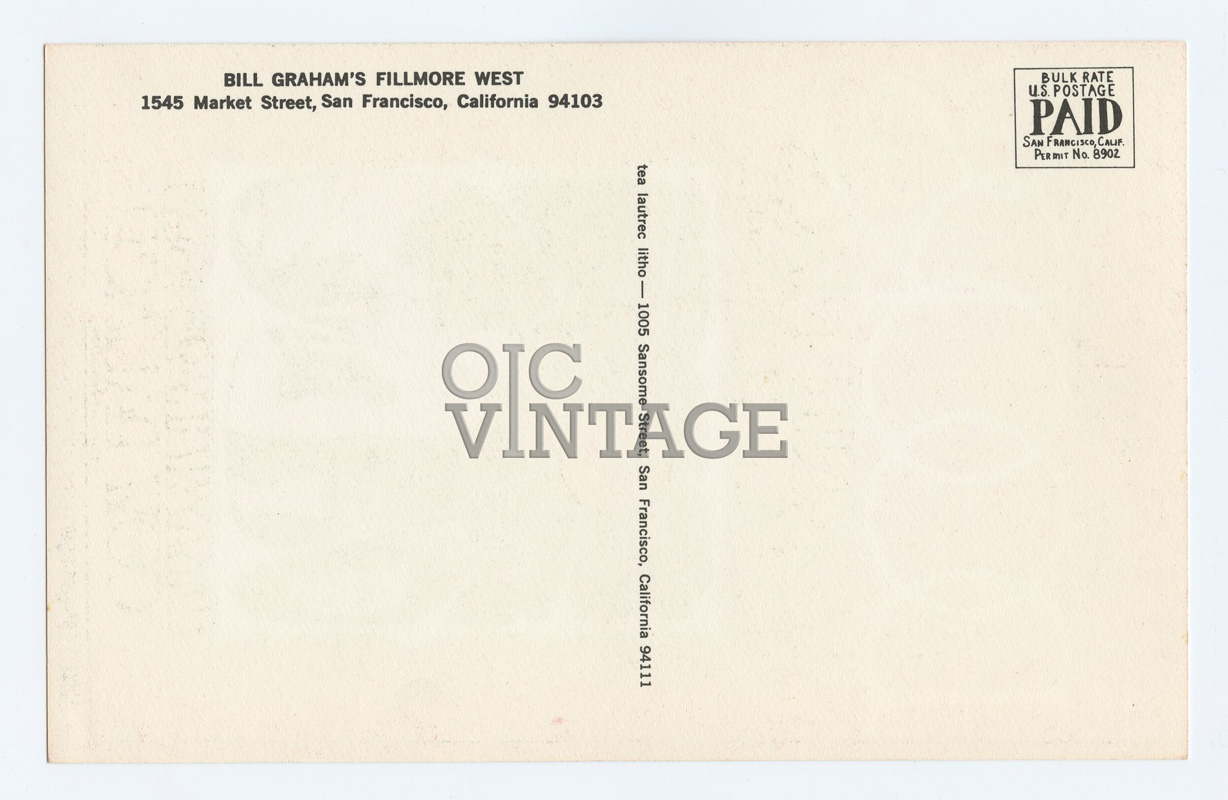 BILL GRAHAM'S FILLMORE WEST
1545 Market Street, San Francisco, California 94103
BULK RATE
U.S. POSTAGE
PAID
SAN FRANCISCO, CALIF.
PERMIT No. 8902
tea lautrec litho — 1005 Sansome Street, San Francisco, California 94111
OIC
VINTAGE